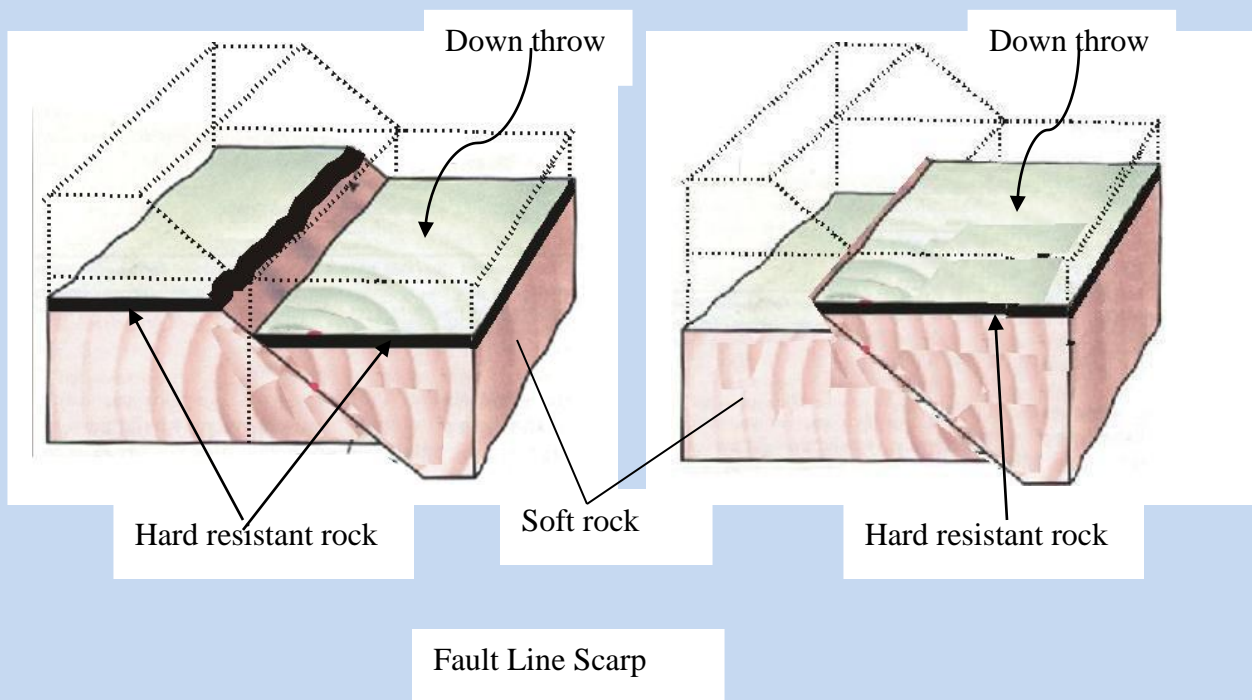 Down throw
Down throw
Hard resistant rock
Soft rock
Hard resistant rock
Fault Line Scarp